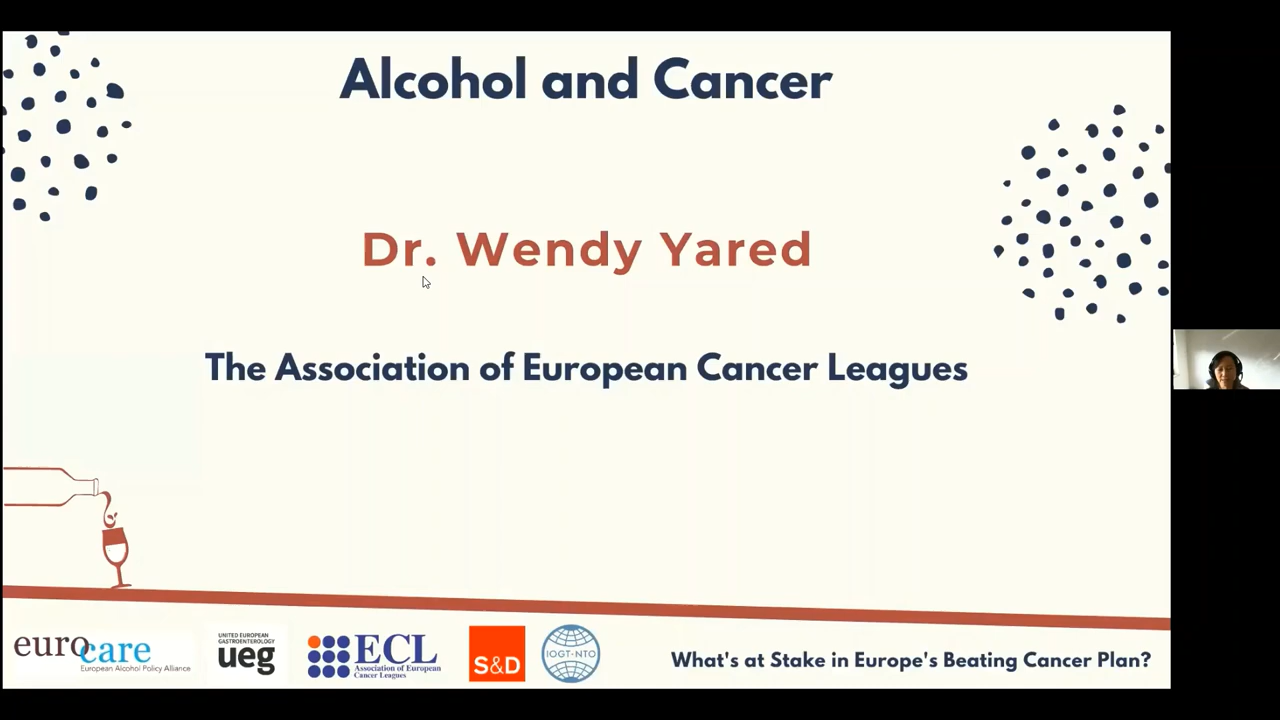 Alcohol and Cancer
Dr. Wendy Yared
The Association of European Cancer Leagues
eurocare
European Alcohol Policy Alliance
UNITED EUROPEAN
GASTROENTEROLOGY
ueg
ECL
Association of European
Cancer Leagues
S&D
IOGT-NTO
What's at Stake in Europe's Beating Cancer Plan?